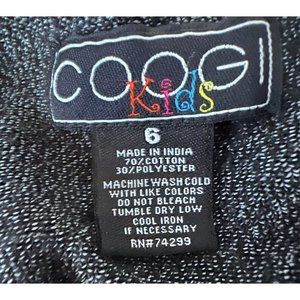 COOGI
Kids
6
MADE IN INDIA
70%COTTON
30%POLYESTER
MACHINE WASH COLD
WITH LIKE COLORS
DO NOT BLEACH
TUMBLE DRY LOW
COOL IRON
IF NECESSARY
RN#74299